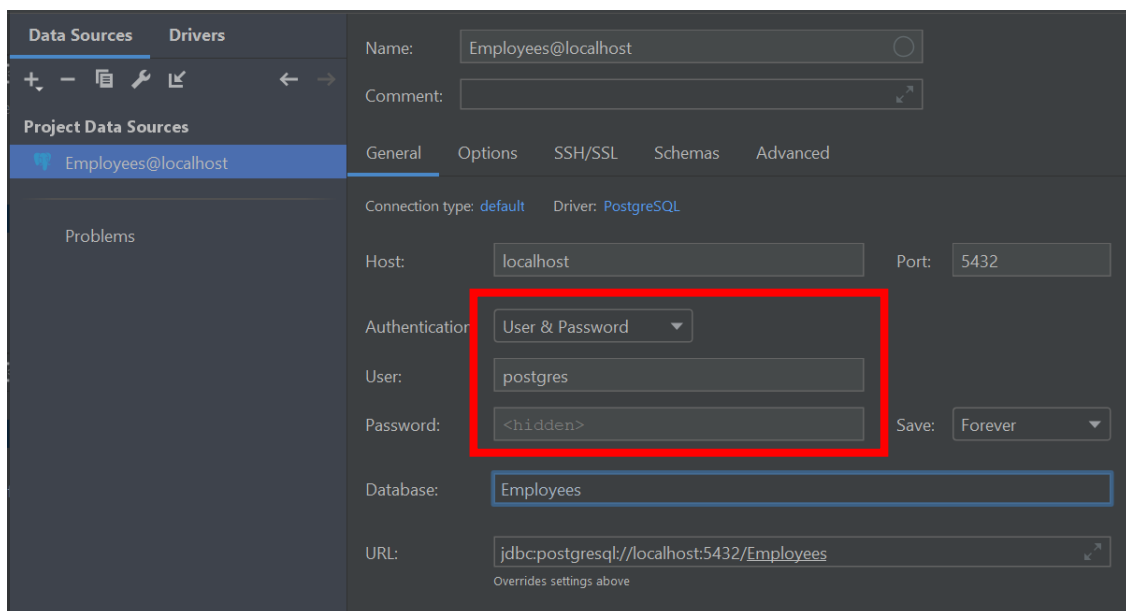 Data Sources
Drivers
Project Data Sources
Employees@localhost
Problems
Name: Employees@localhost
Comment:
General Options SSH/SSL Schemas Advanced
Connection type: default Driver: PostgreSQL
Host: localhost Port: 5432
Authentication User & Password
User: postgres
Password: <hidden> Save: Forever
Database: Employees
URL: jdbc:postgresql://localhost:5432/Employees
Overrides settings above